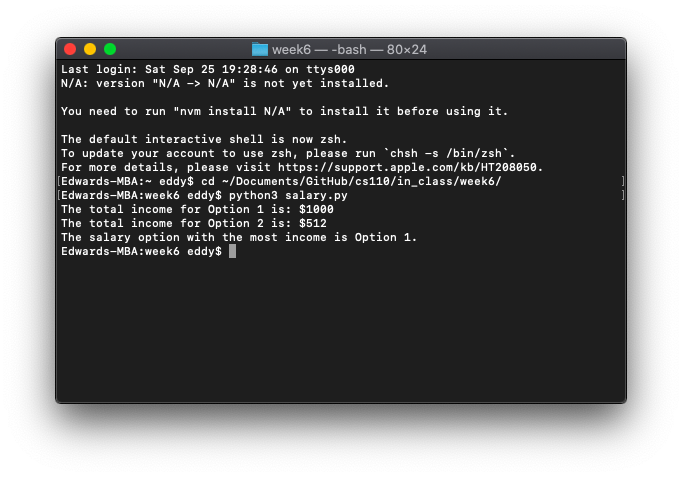 week6 — -bash — 80×24
Last login: Sat Sep 25 19:28:46 on ttys000
N/A: version "N/A -> N/A" is not yet installed.
You need to run "nvm install N/A" to install it before using it.
The default interactive shell is now zsh.
To update your account to use zsh, please run `chsh -s /bin/zsh`.
For more details, please visit https://support.apple.com/kb/HT208050.
[Edwards-MBA:~ eddy$ cd ~/Documents/GitHub/cs110/in_class/week6/ ]
[Edwards-MBA:week6 eddy$ python3 salary.py ]
The total income for Option 1 is: $1000
The total income for Option 2 is: $512
The salary option with the most income is Option 1.
Edwards-MBA:week6 eddy$